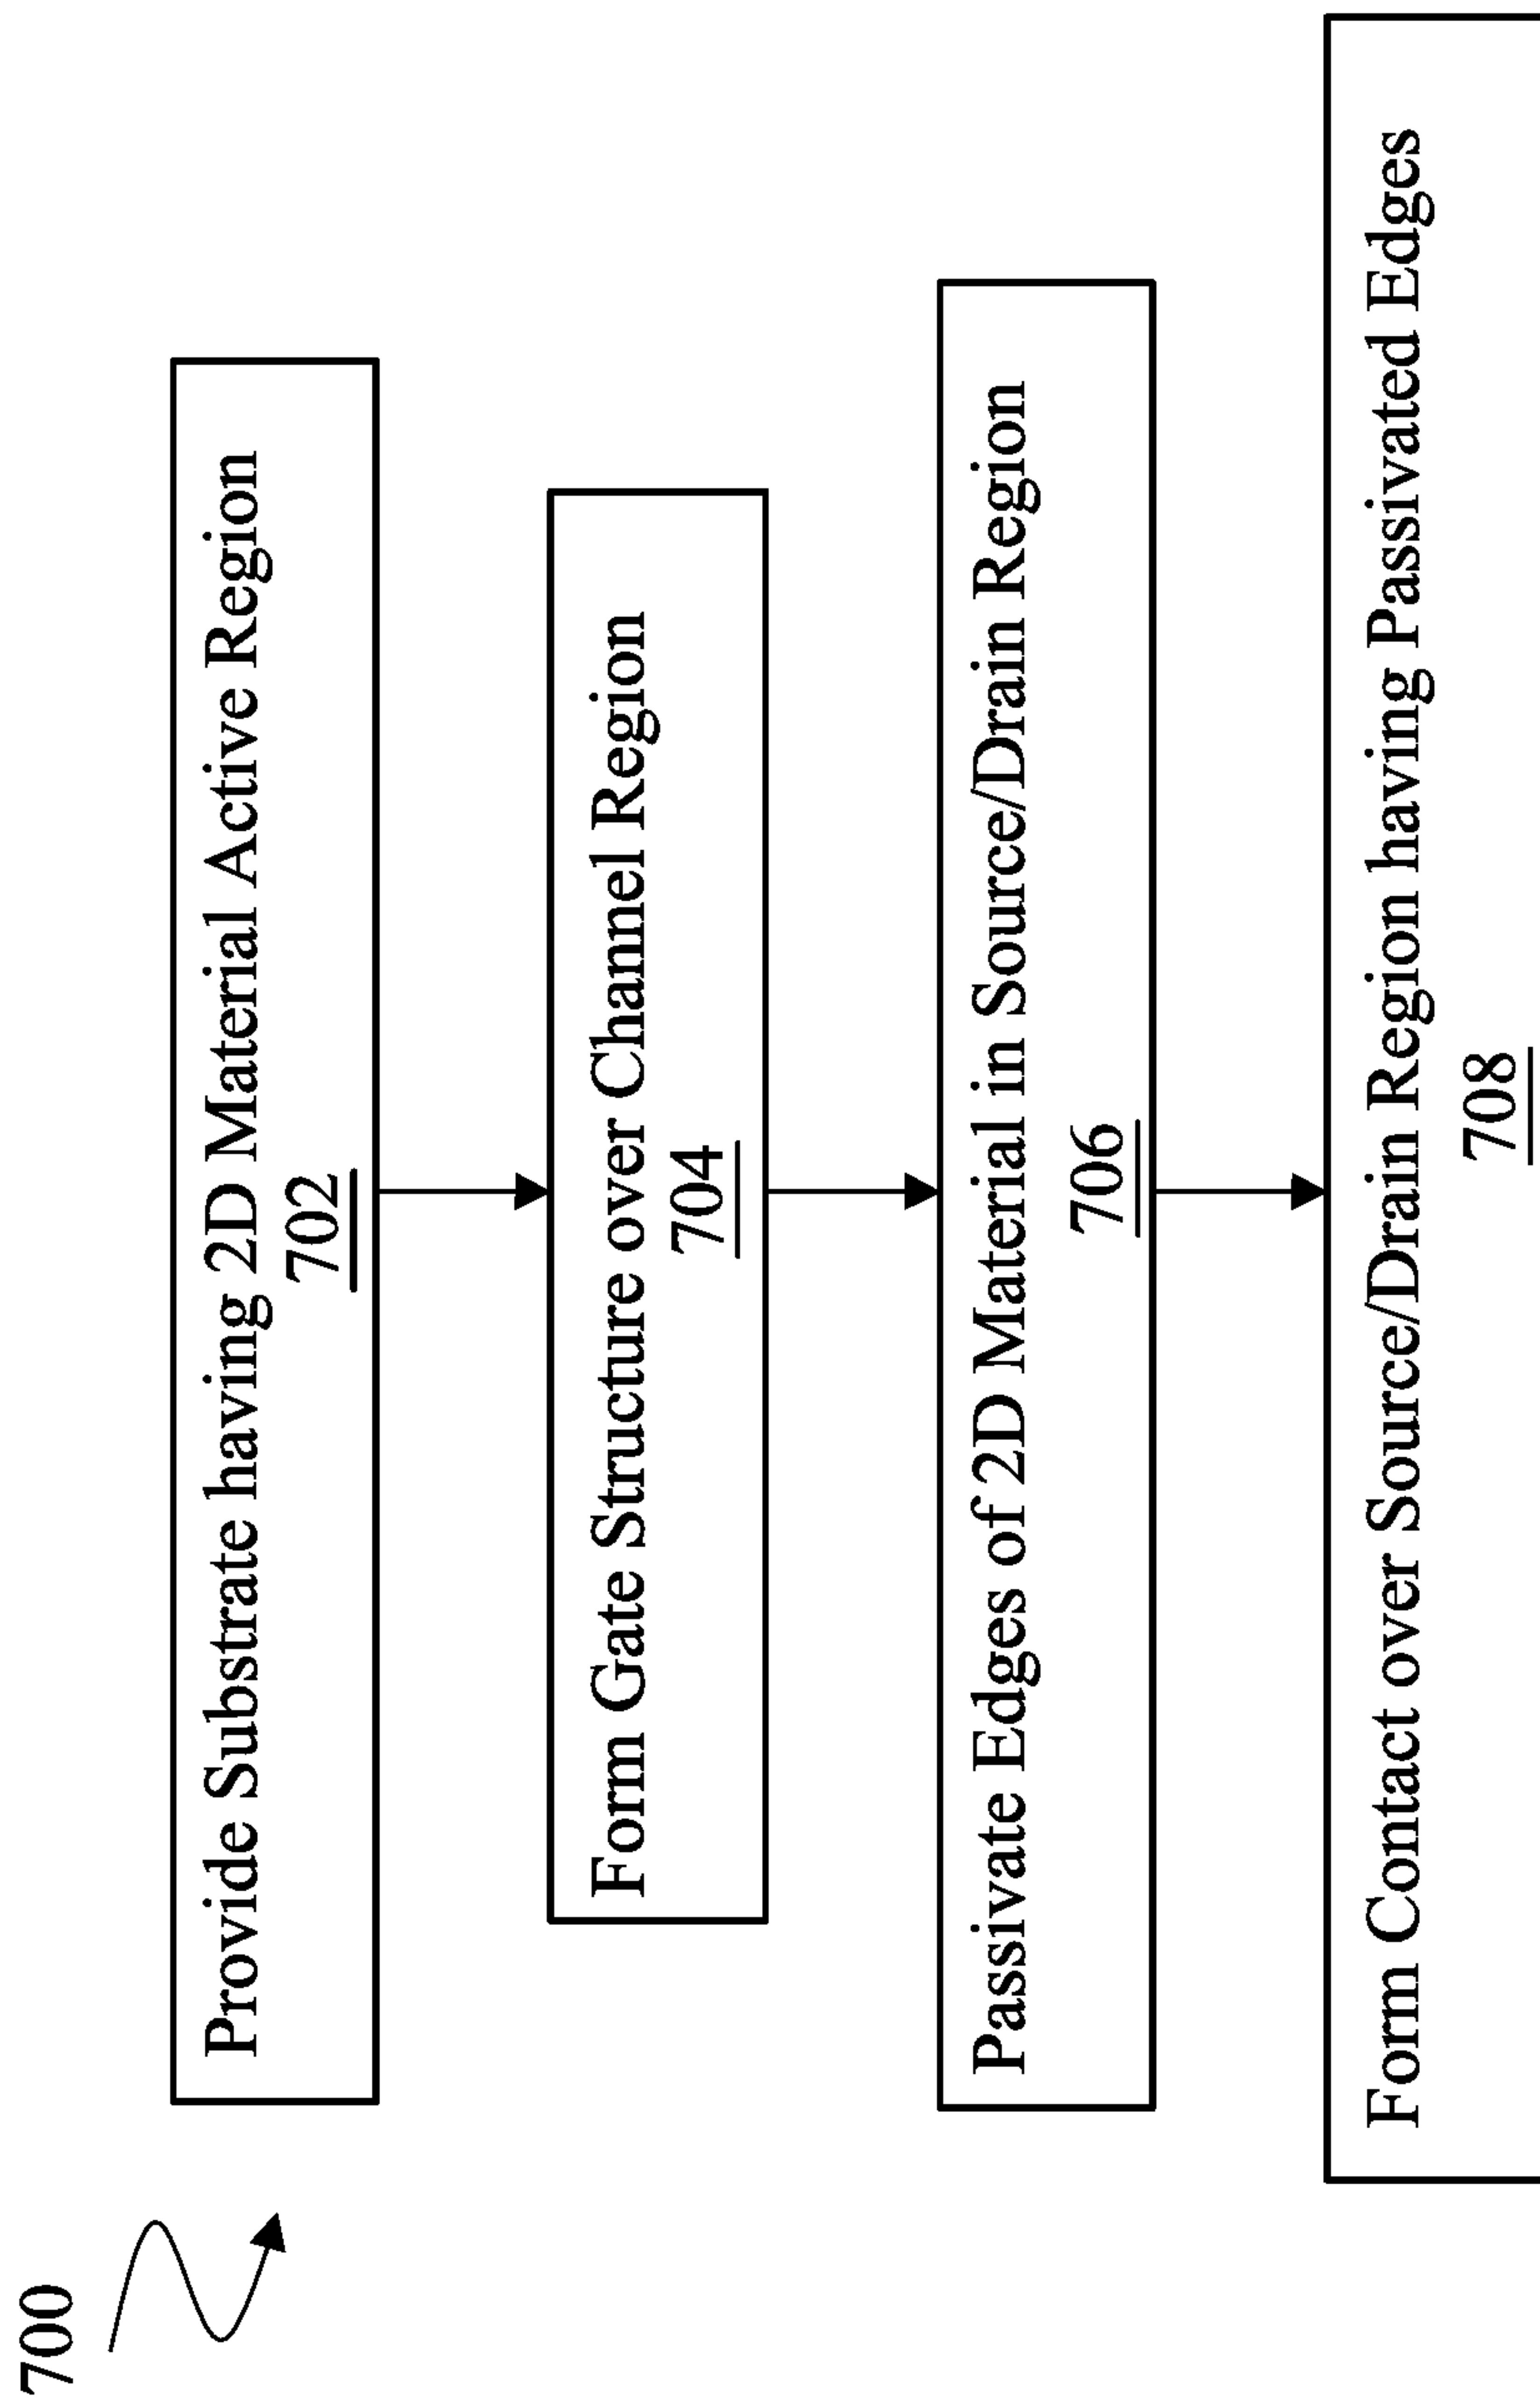 700
Provide Substrate having 2D Material Active Region
702
Form Gate Structure over Channel Region
704
Passivate Edges of 2D Material in Source/Drain Region
706
Form Contact over Source/Drain Region having Passivated Edges
708